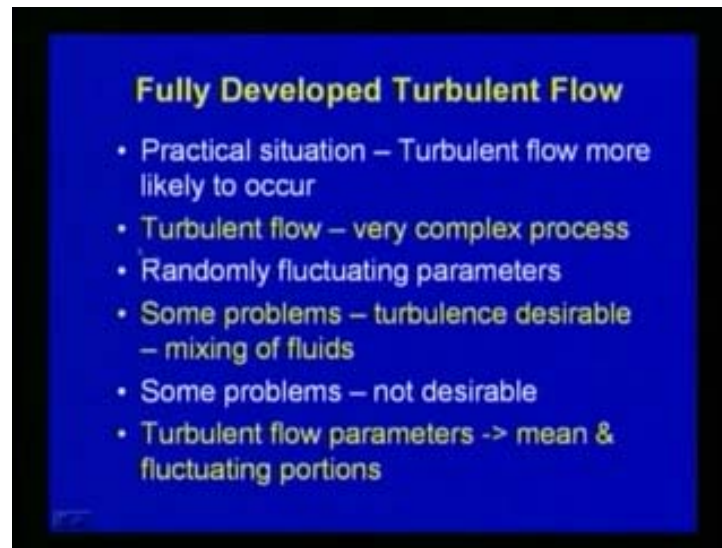 Fully Developed Turbulent Flow
• Practical situation – Turbulent flow more
likely to occur
• Turbulent flow – very complex process
• Randomly fluctuating parameters
• Some problems – turbulence desirable
– mixing of fluids
• Some problems – not desirable
• Turbulent flow parameters -> mean &
fluctuating portions